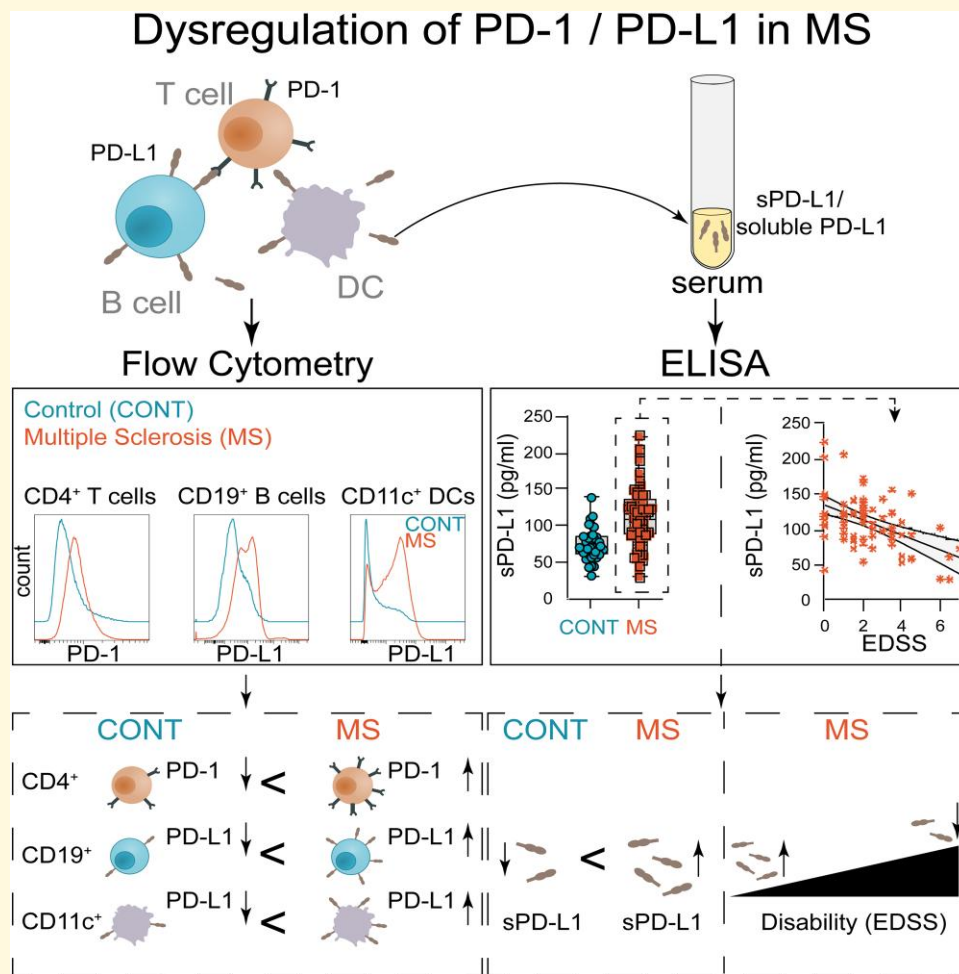 Dysregulation of PD-1 / PD-L1 in MS
T cell
PD-1
PD-L1
B cell
DC
sPD-L1/
soluble PD-L1
serum
Flow Cytometry
Control (CONT)
Multiple Sclerosis (MS)
CD4⁺ T cells
CD19⁺ B cells
CD11c⁺ DCs
CONT
MS
count
PD-1
PD-L1
PD-L1
ELISA
sPD-L1 (pg/ml)
250
200
150
100
50
0
CONT
MS
sPD-L1 (pg/ml)
250
200
150
100
50
0
0
2
4
6
EDSS
CONT
MS
CD4⁺
PD-1
<
PD-1
CD19⁺
PD-L1
<
PD-L1
CD11c⁺
PD-L1
<
PD-L1
CONT
MS
MS
<
sPD-L1
sPD-L1
Disability (EDSS)